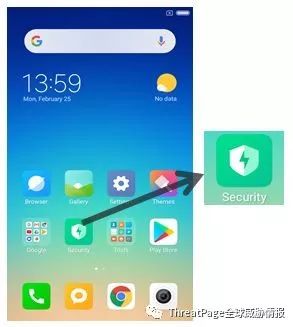 13:59
Mon, February 25
No data
Browser
Gallery
Settings
Themes
Google
Security
Tools
Play Store
Security
ThreatPage全球威胁情报